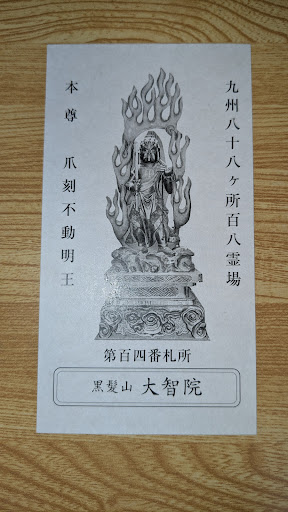 九州八十八ヶ所百八霊場
本尊 爪刻不動明王
第百四番札所
黒髪山 大智院